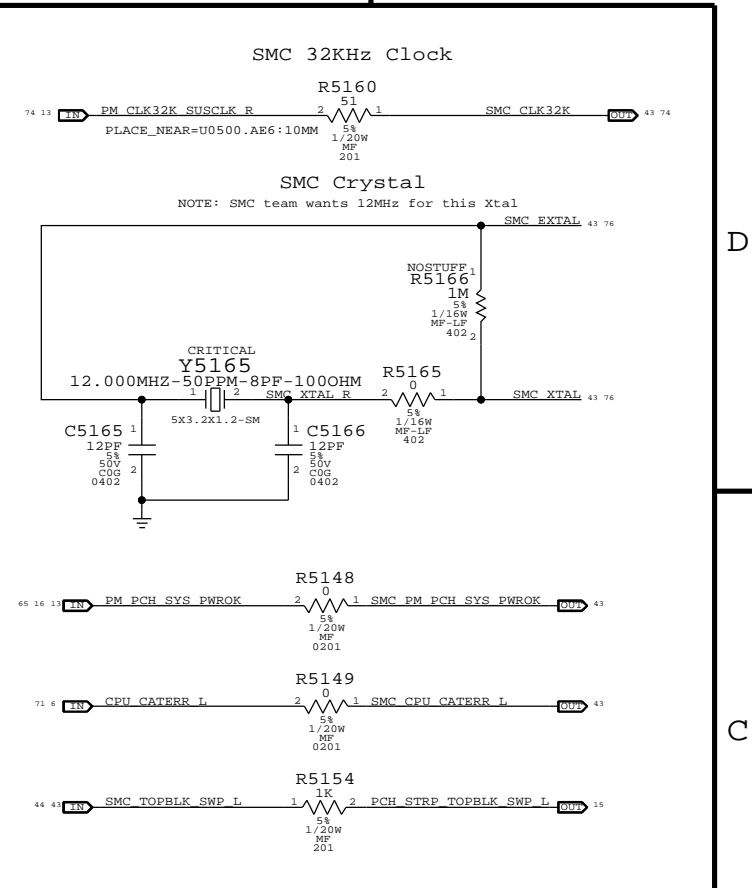 SMC 32KHz Clock
R5160
51
74 13 IN PM_CLK32K_SUSCLK_R 2 1 SMC_CLK32K OUT 43 74
PLACE_NEAR=U0500.AE6:10MM
5%
1/20W
MF
201
SMC Crystal
NOTE: SMC team wants 12MHz for this Xtal
SMC_EXTAL 43 76
NOSTUFF 1
R5166
1M
5%
1/16W
MF-LF
402 2
CRITICAL
Y5165
12.000MHZ-50PPM-8PF-100OHM
1 2 SMC_XTAL_R
5X3.2X1.2-SM
R5165
0
2 1 SMC_XTAL 43 76
5%
1/16W
MF-LF
402
C5165 1
12PF
5%
50V
C0G 2
0402
1 C5166
12PF
5%
50V
2 C0G
0402
D
R5148
0
65 16 13 IN PM_PCH_SYS_PWROK 2 1 SMC_PM_PCH_SYS_PWROK OUT 43
5%
1/20W
MF
0201
R5149
0
71 6 IN CPU_CATERR_L 2 1 SMC_CPU_CATERR_L OUT 43
5%
1/20W
MF
0201
C
R5154
1K
44 43 IN SMC_TOPBLK_SWP_L 1 2 PCH_STRP_TOPBLK_SWP_L OUT 15
5%
1/20W
MF
201